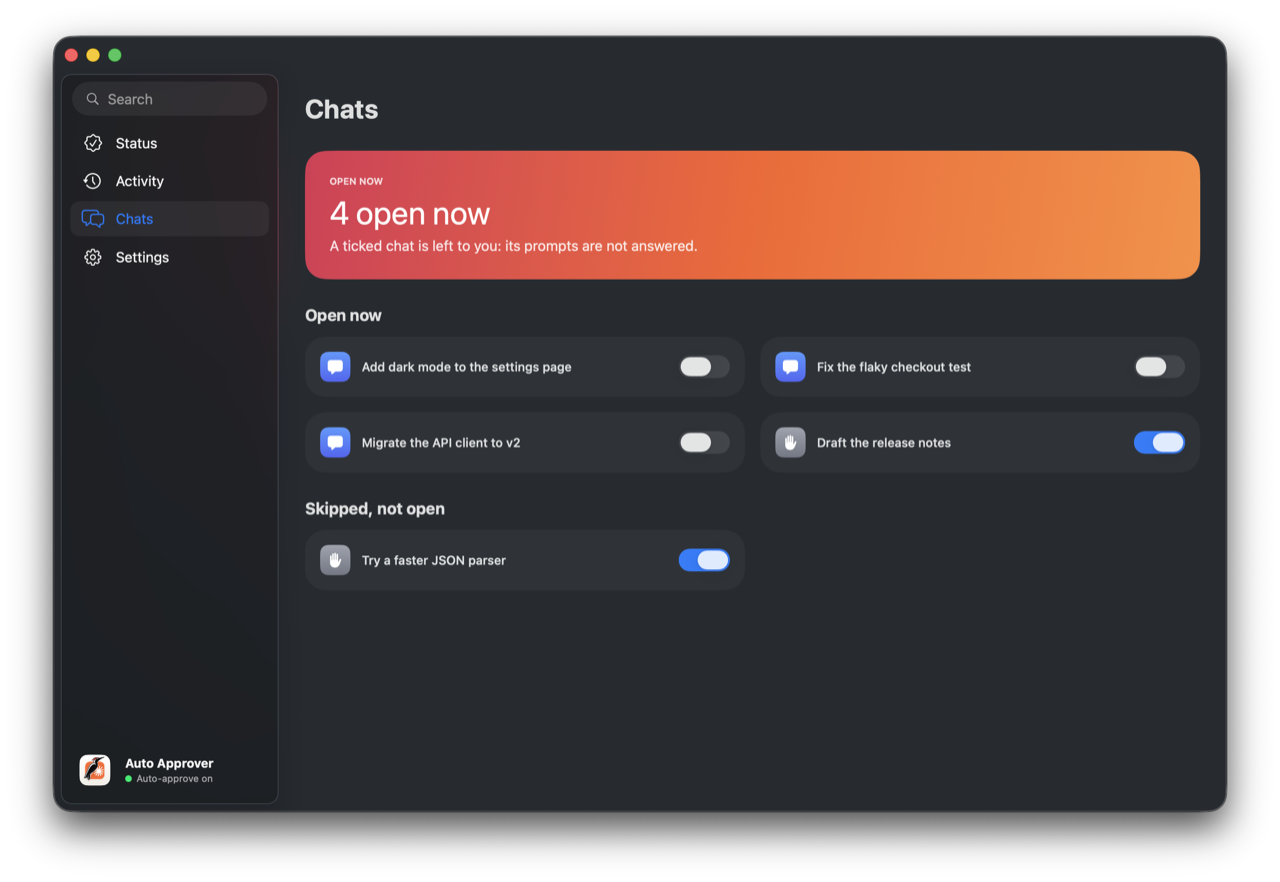 Search
Status
Activity
Chats
Settings
Auto Approver
Auto-approve on
Chats
OPEN NOW
4 open now
A ticked chat is left to you: its prompts are not answered.
Open now
Add dark mode to the settings page
Fix the flaky checkout test
Migrate the API client to v2
Draft the release notes
Skipped, not open
Try a faster JSON parser